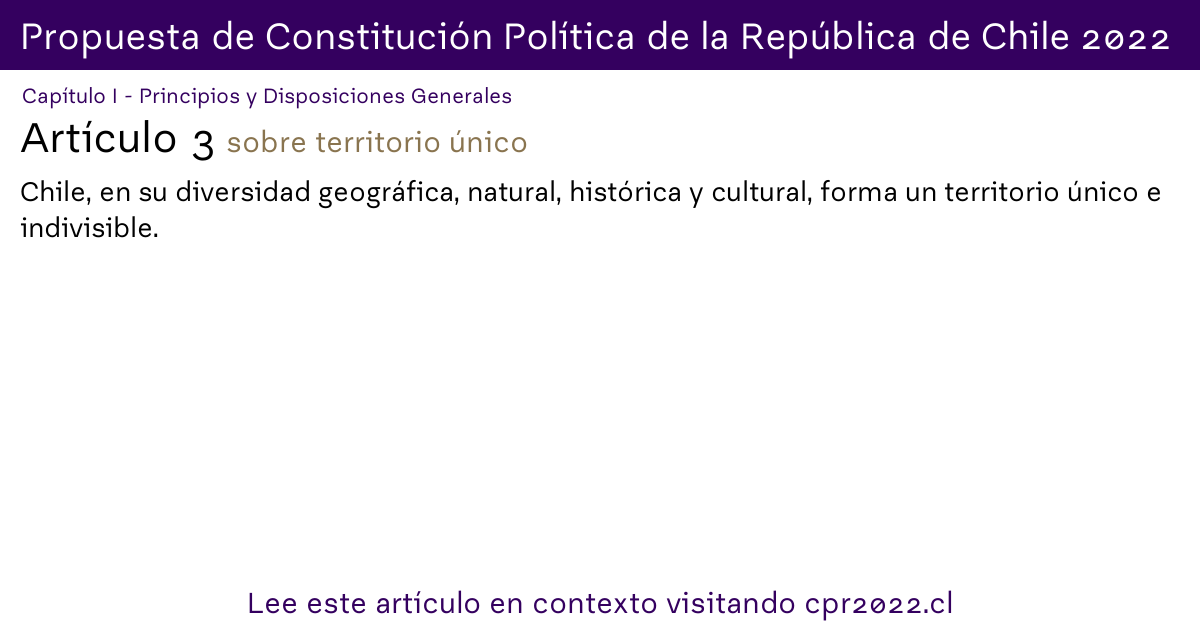 Propuesta de Constitución Política de la República de Chile 2022
Capítulo I - Principios y Disposiciones Generales
Artículo 3 sobre territorio único
Chile, en su diversidad geográfica, natural, histórica y cultural, forma un territorio único e
indivisible.
Lee este artículo en contexto visitando cpr2022.cl